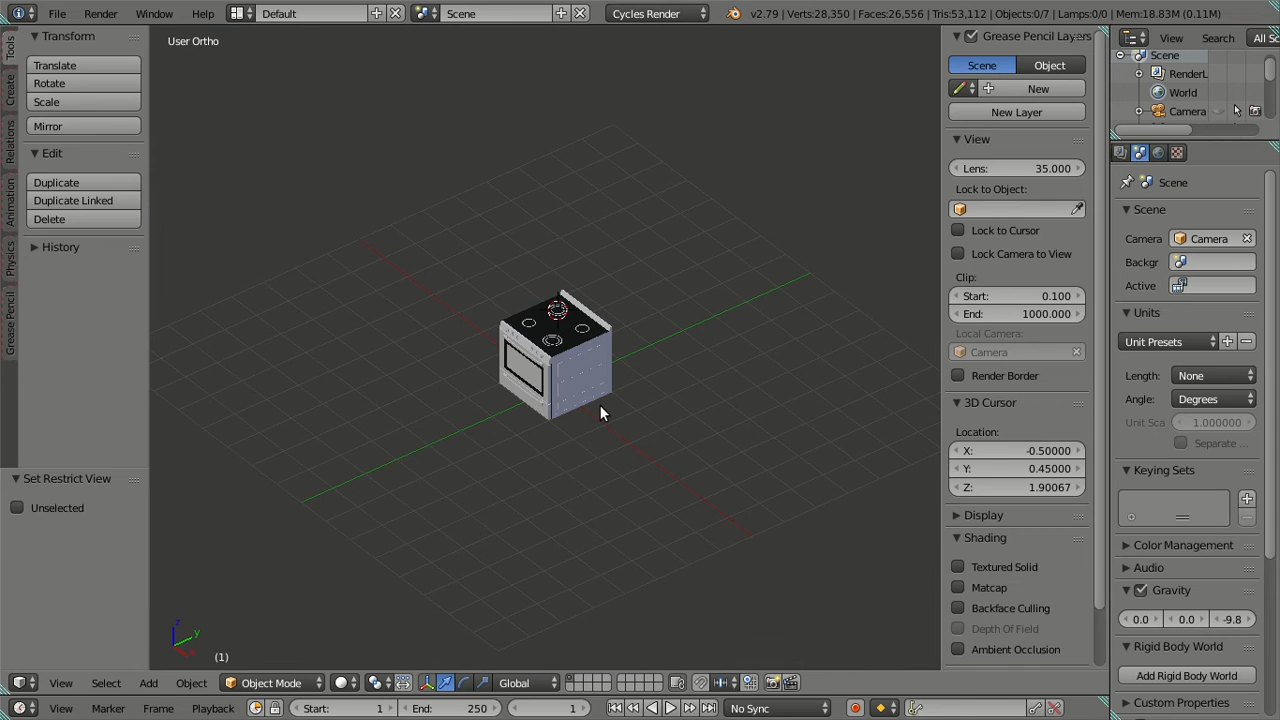 File Render Window Help Default Scene Cycles Render v2.79 | Verts:28,350 | Faces:26,556 | Tris:53,112 | Objects:0/7 | Lamps:0/0 | Mem:18.83M (0.11M)
Tools
Create
Relations
Animation
Physics
Grease Pencil
Transform
Translate
Rotate
Scale
Mirror
Edit
Duplicate
Duplicate Linked
Delete
History
Set Restrict View
Unselected
User Ortho
z
y
x
(1)
Grease Pencil Layers
Scene Object
New
New Layer
View
Lens: 35.000
Lock to Object:
Lock to Cursor
Lock Camera to View
Clip:
Start: 0.100
End: 1000.000
Local Camera:
Camera
Render Border
3D Cursor
Location:
X: -0.50000
Y: 0.45000
Z: 1.90067
Display
Shading
Textured Solid
Matcap
Backface Culling
Depth Of Field
Ambient Occlusion
View Search All Sc
Scene
RenderL
World
Camera
Scene
Scene
Camera Camera
Backgr
Active
Units
Unit Presets
Length: None
Angle: Degrees
Unit Sca 1.000000
Separate ...
Keying Sets
Color Management
Audio
Gravity
0.0 0.0 -9.8
Rigid Body World
Add Rigid Body World
Custom Properties
View Select Add Object Object Mode Global
View Marker Frame Playback Start: 1 End: 250 1 No Sync